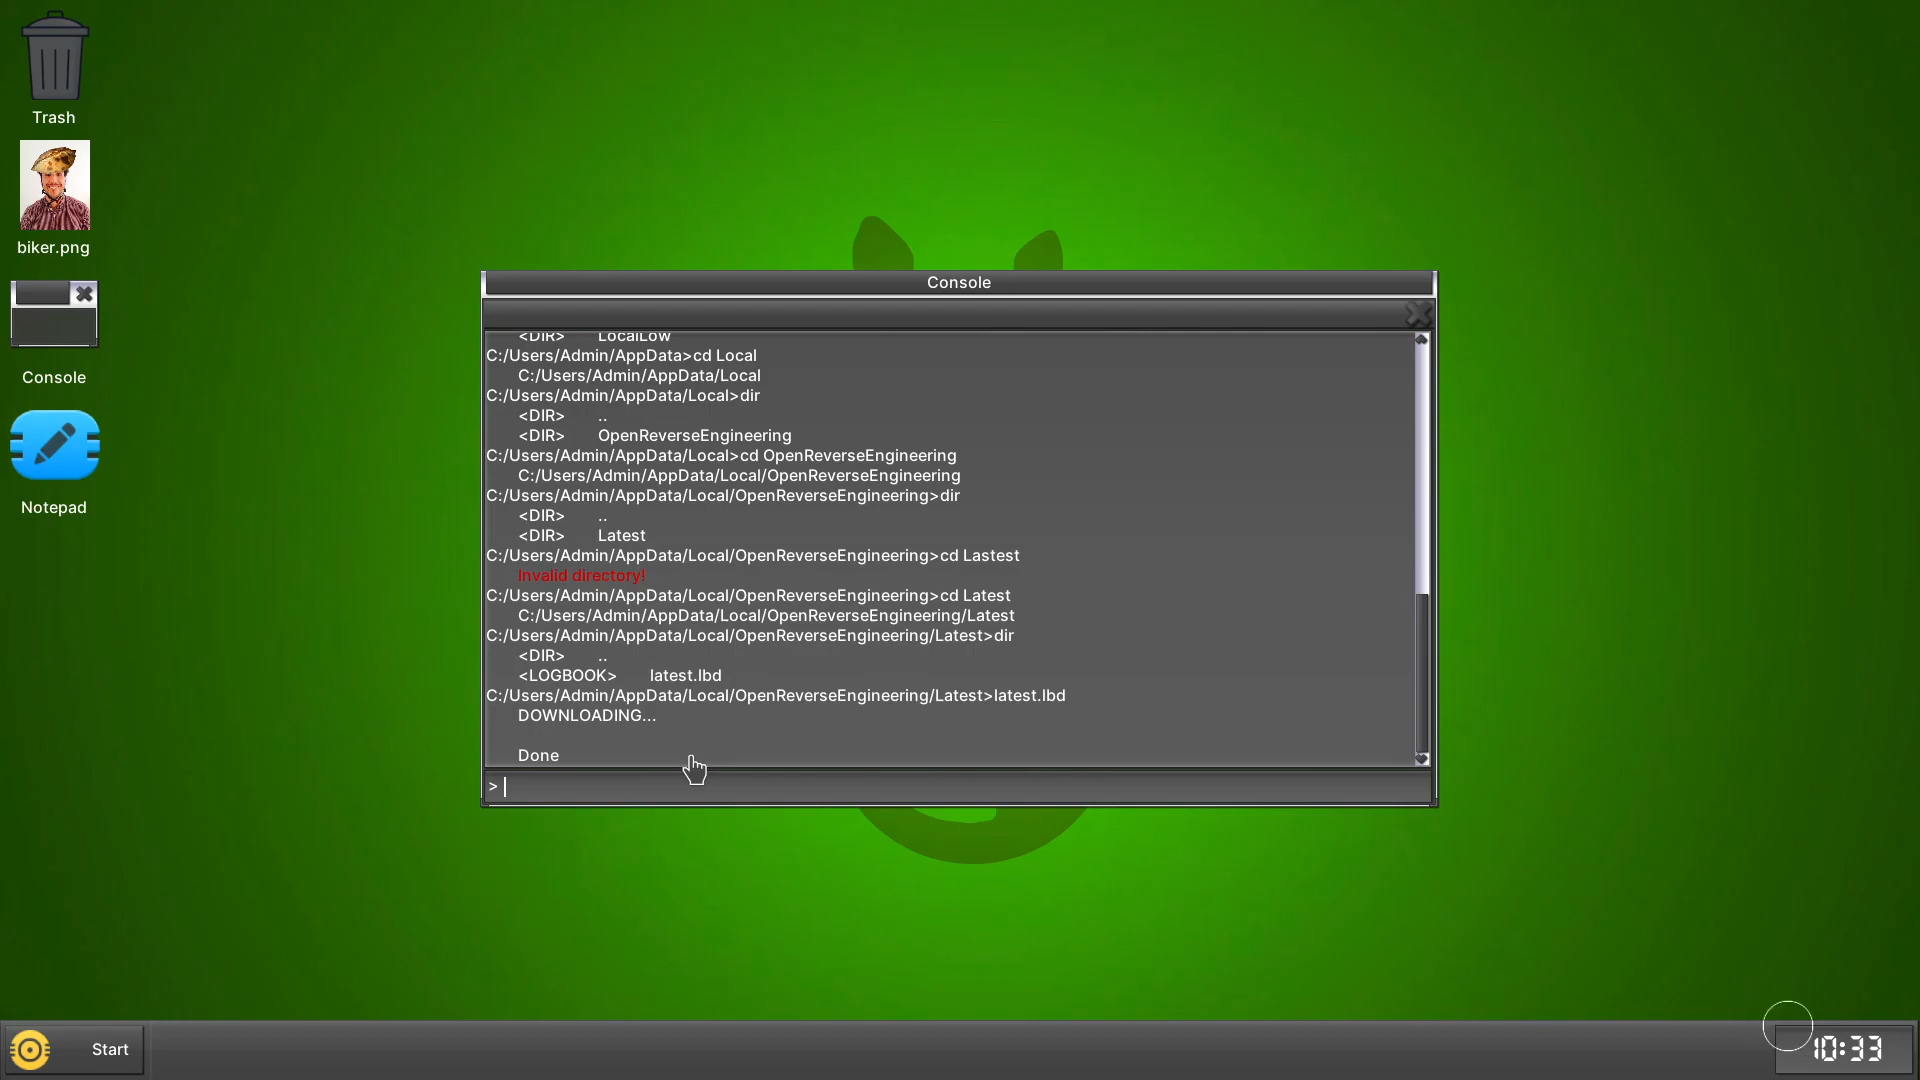 Trash
biker.png
Console
Notepad
Console
<DIR> LocalLow
C:/Users/Admin/AppData>cd Local
C:/Users/Admin/AppData/Local
C:/Users/Admin/AppData/Local>dir
<DIR> ..
<DIR> OpenReverseEngineering
C:/Users/Admin/AppData/Local>cd OpenReverseEngineering
C:/Users/Admin/AppData/Local/OpenReverseEngineering
C:/Users/Admin/AppData/Local/OpenReverseEngineering>dir
<DIR> ..
<DIR> Latest
C:/Users/Admin/AppData/Local/OpenReverseEngineering>cd Lastest
Invalid directory!
C:/Users/Admin/AppData/Local/OpenReverseEngineering>cd Latest
C:/Users/Admin/AppData/Local/OpenReverseEngineering/Latest
C:/Users/Admin/AppData/Local/OpenReverseEngineering/Latest>dir
<DIR> ..
<LOGBOOK> latest.lbd
C:/Users/Admin/AppData/Local/OpenReverseEngineering/Latest>latest.lbd
DOWNLOADING...
Done
>
Start
10:33